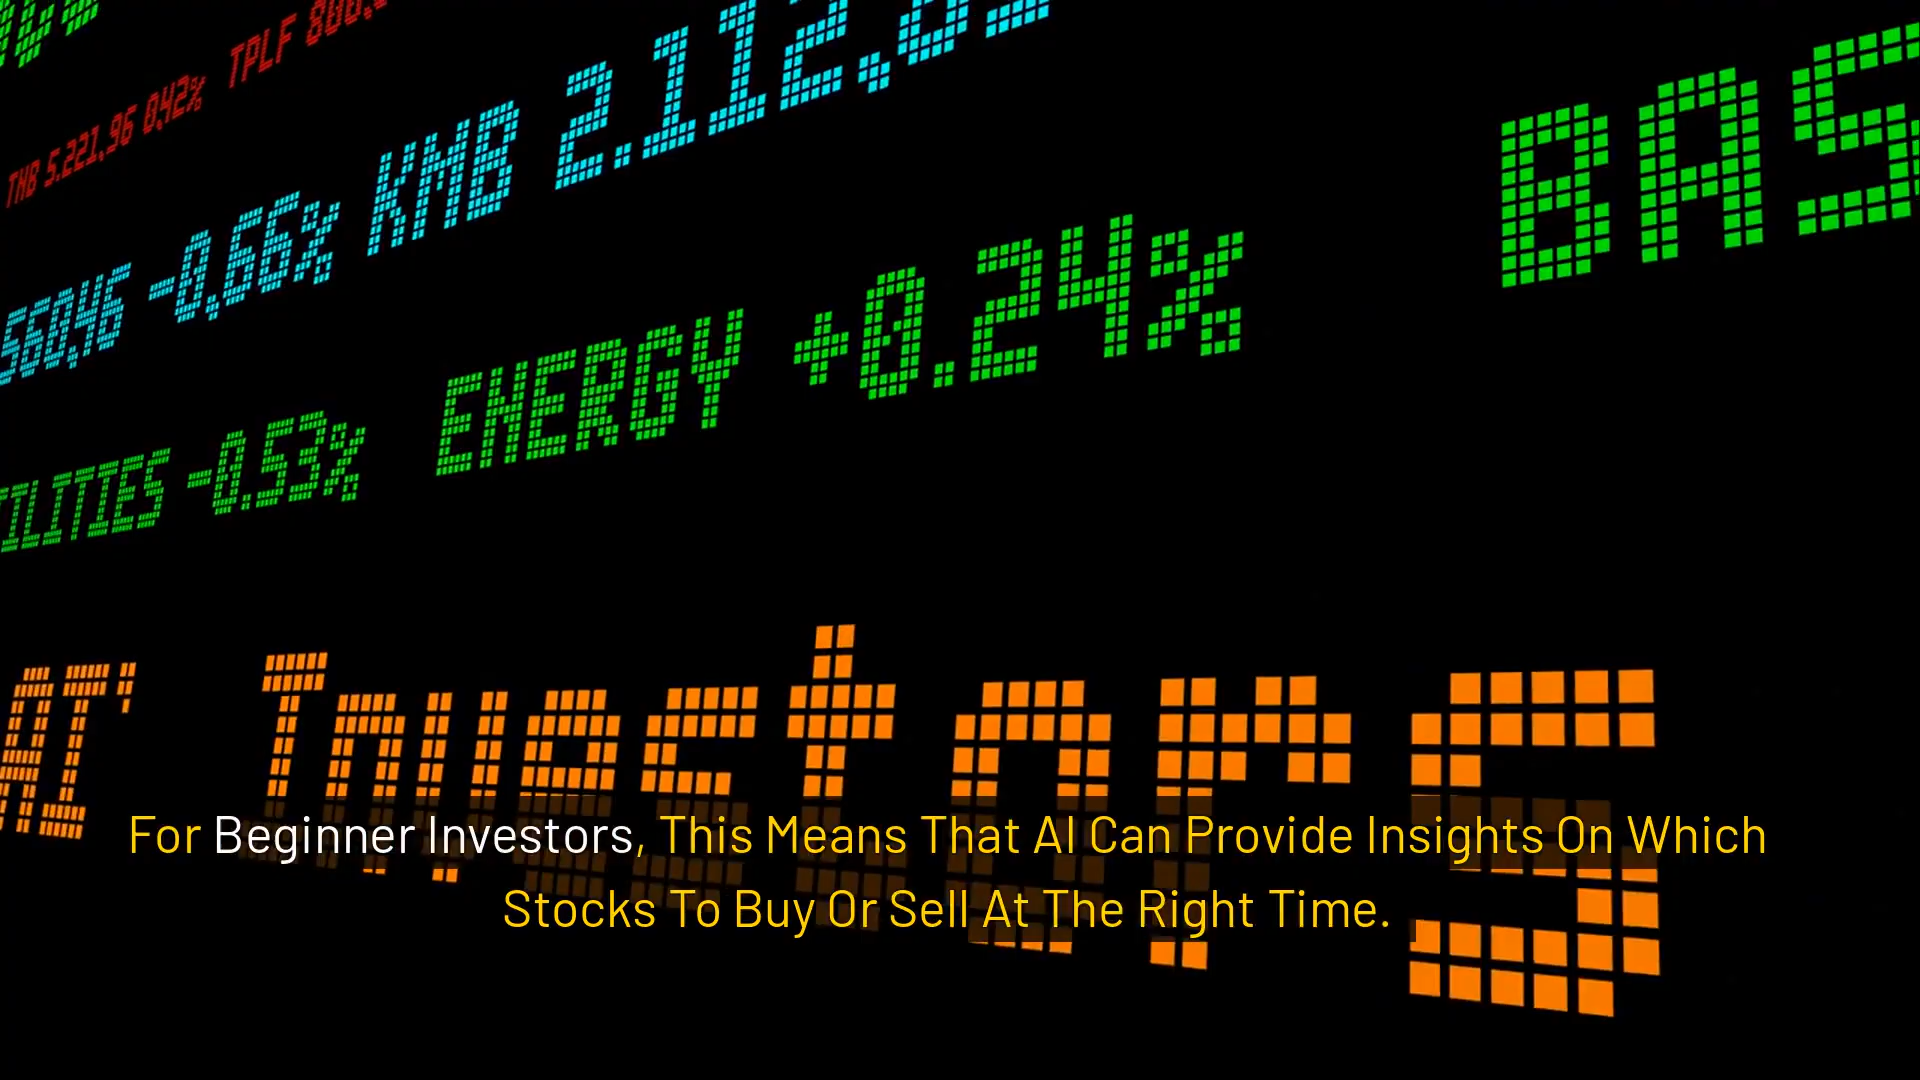 TNB 5.221,96 0,42% TPLF
560,46 -0,66% KMB 2.112,
-0.53% ENERGY +0.24% BAS
Investors
For Beginner Investors, This Means That AI Can Provide Insights On Which
Stocks To Buy Or Sell At The Right Time.